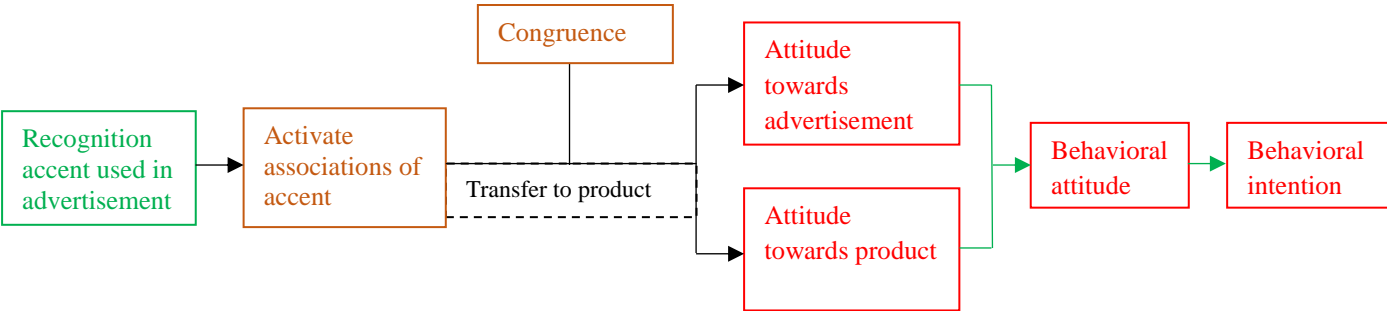 Congruence
Recognition
accent used in
advertisement
Activate
associations of
accent
Transfer to product
Attitude
towards
advertisement
Attitude
towards product
Behavioral
attitude
Behavioral
intention